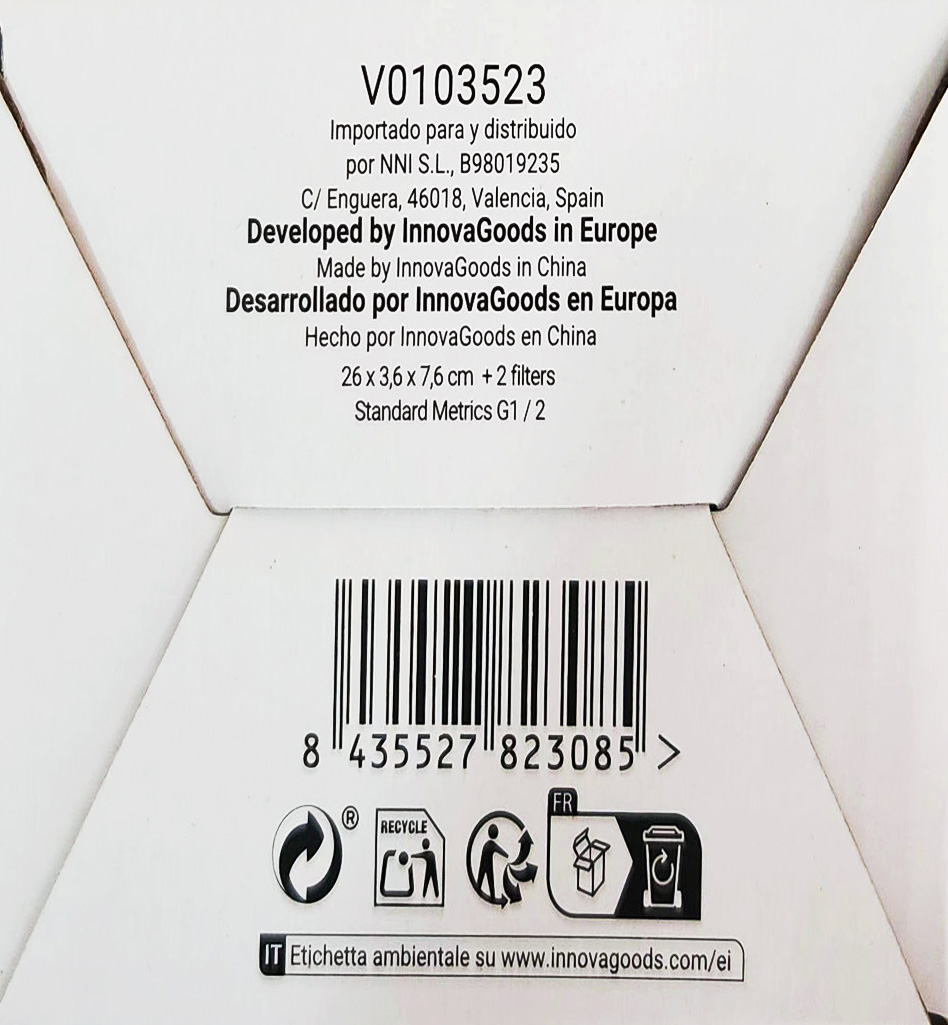 V0103523
Importado para y distribuido
por NNI S.L., B98019235
C/ Enguera, 46018, Valencia, Spain
Developed by InnovaGoods in Europe
Made by InnovaGoods in China
Desarrollado por InnovaGoods en Europa
Hecho por InnovaGoods en China
26 x 3,6 x 7,6 cm + 2 filters
Standard Metrics G1 / 2
8 435527 823085 >
®
RECYCLE
FR
IT Etichetta ambientale su www.innovagoods.com/ei